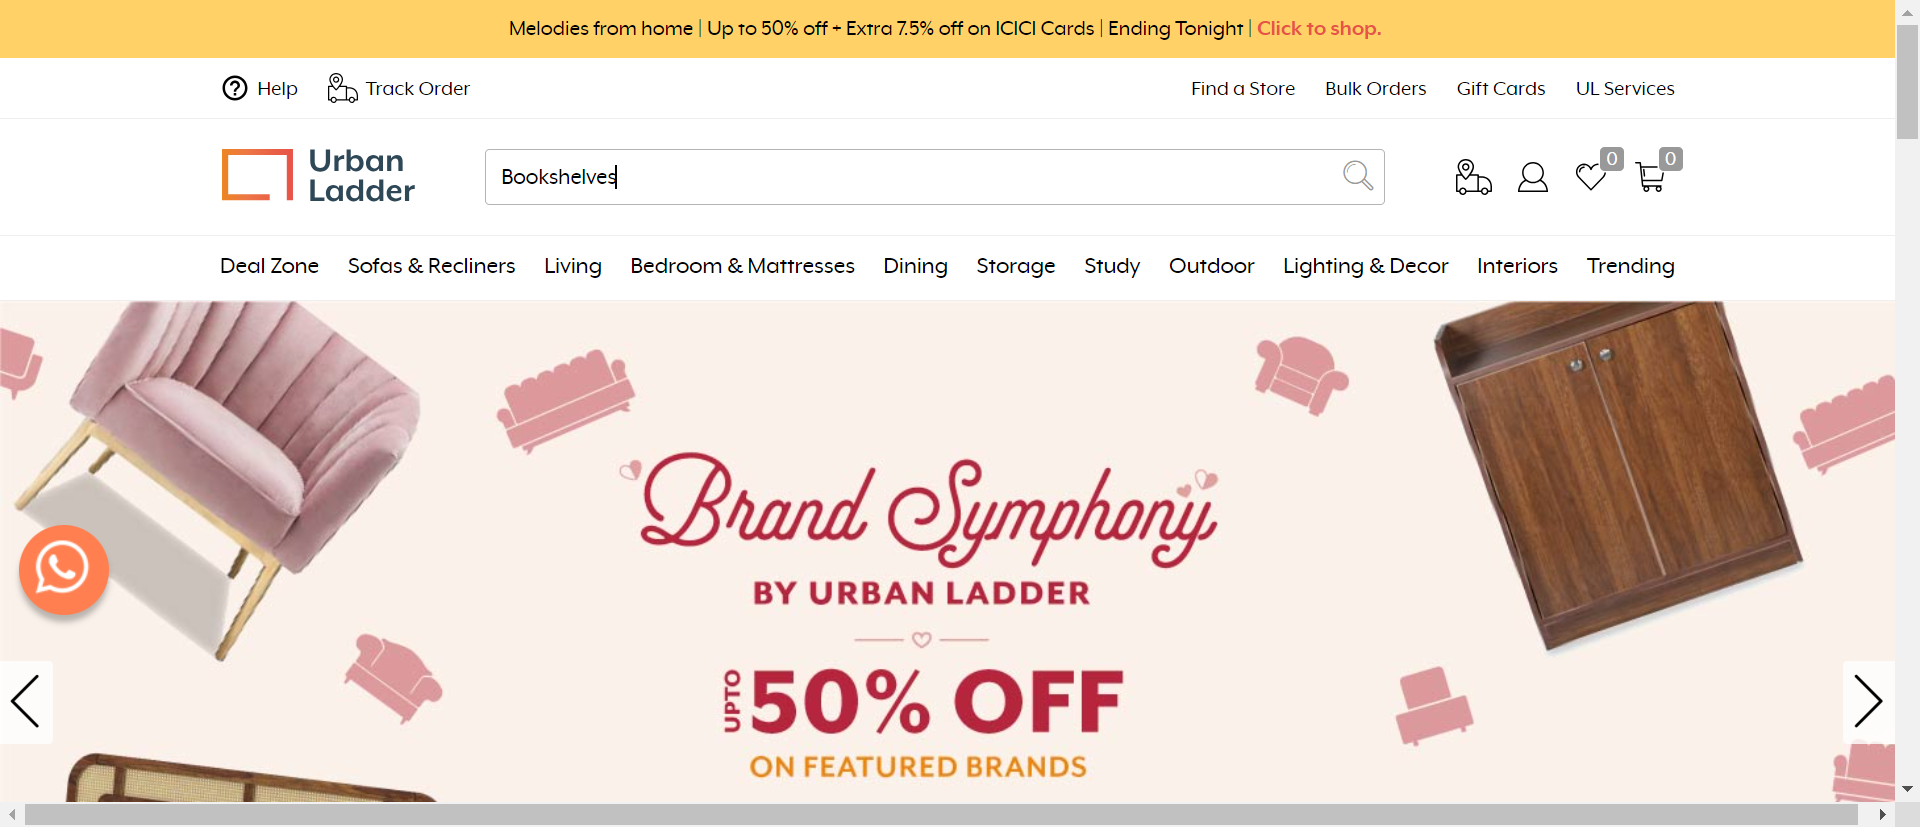 Melodies from home | Up to 50% off + Extra 7.5% off on ICICI Cards | Ending Tonight | Click to shop.
Help
Track Order
Find a Store
Bulk Orders
Gift Cards
UL Services
Urban
Ladder
Bookshelves
0
0
Deal Zone
Sofas & Recliners
Living
Bedroom & Mattresses
Dining
Storage
Study
Outdoor
Lighting & Decor
Interiors
Trending
Brand Symphony
BY URBAN LADDER
UPTO 50% OFF
ON FEATURED BRANDS